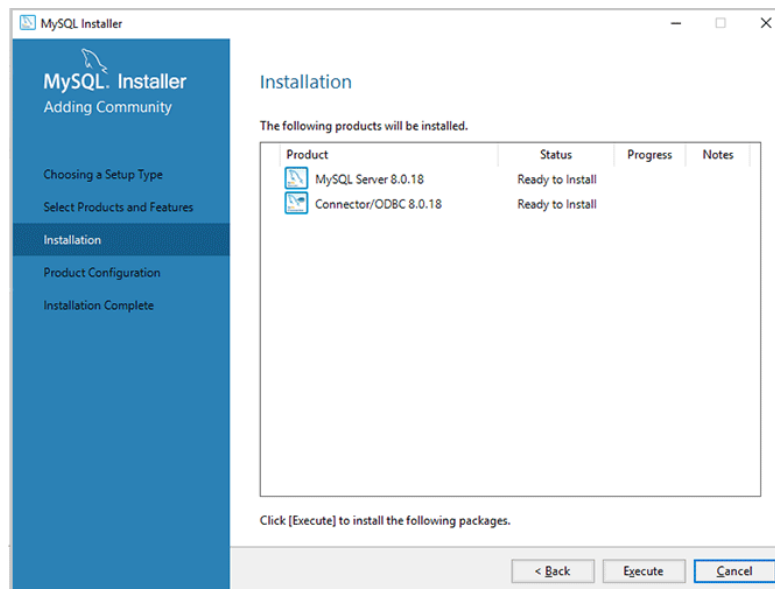 MySQL Installer
MySQL. Installer
Adding Community
Choosing a Setup Type
Select Products and Features
Installation
Product Configuration
Installation Complete
Installation
The following products will be installed.
Product Status Progress Notes
MySQL Server 8.0.18 Ready to Install
Connector/ODBC 8.0.18 Ready to Install
Click [Execute] to install the following packages.
< Back Execute Cancel